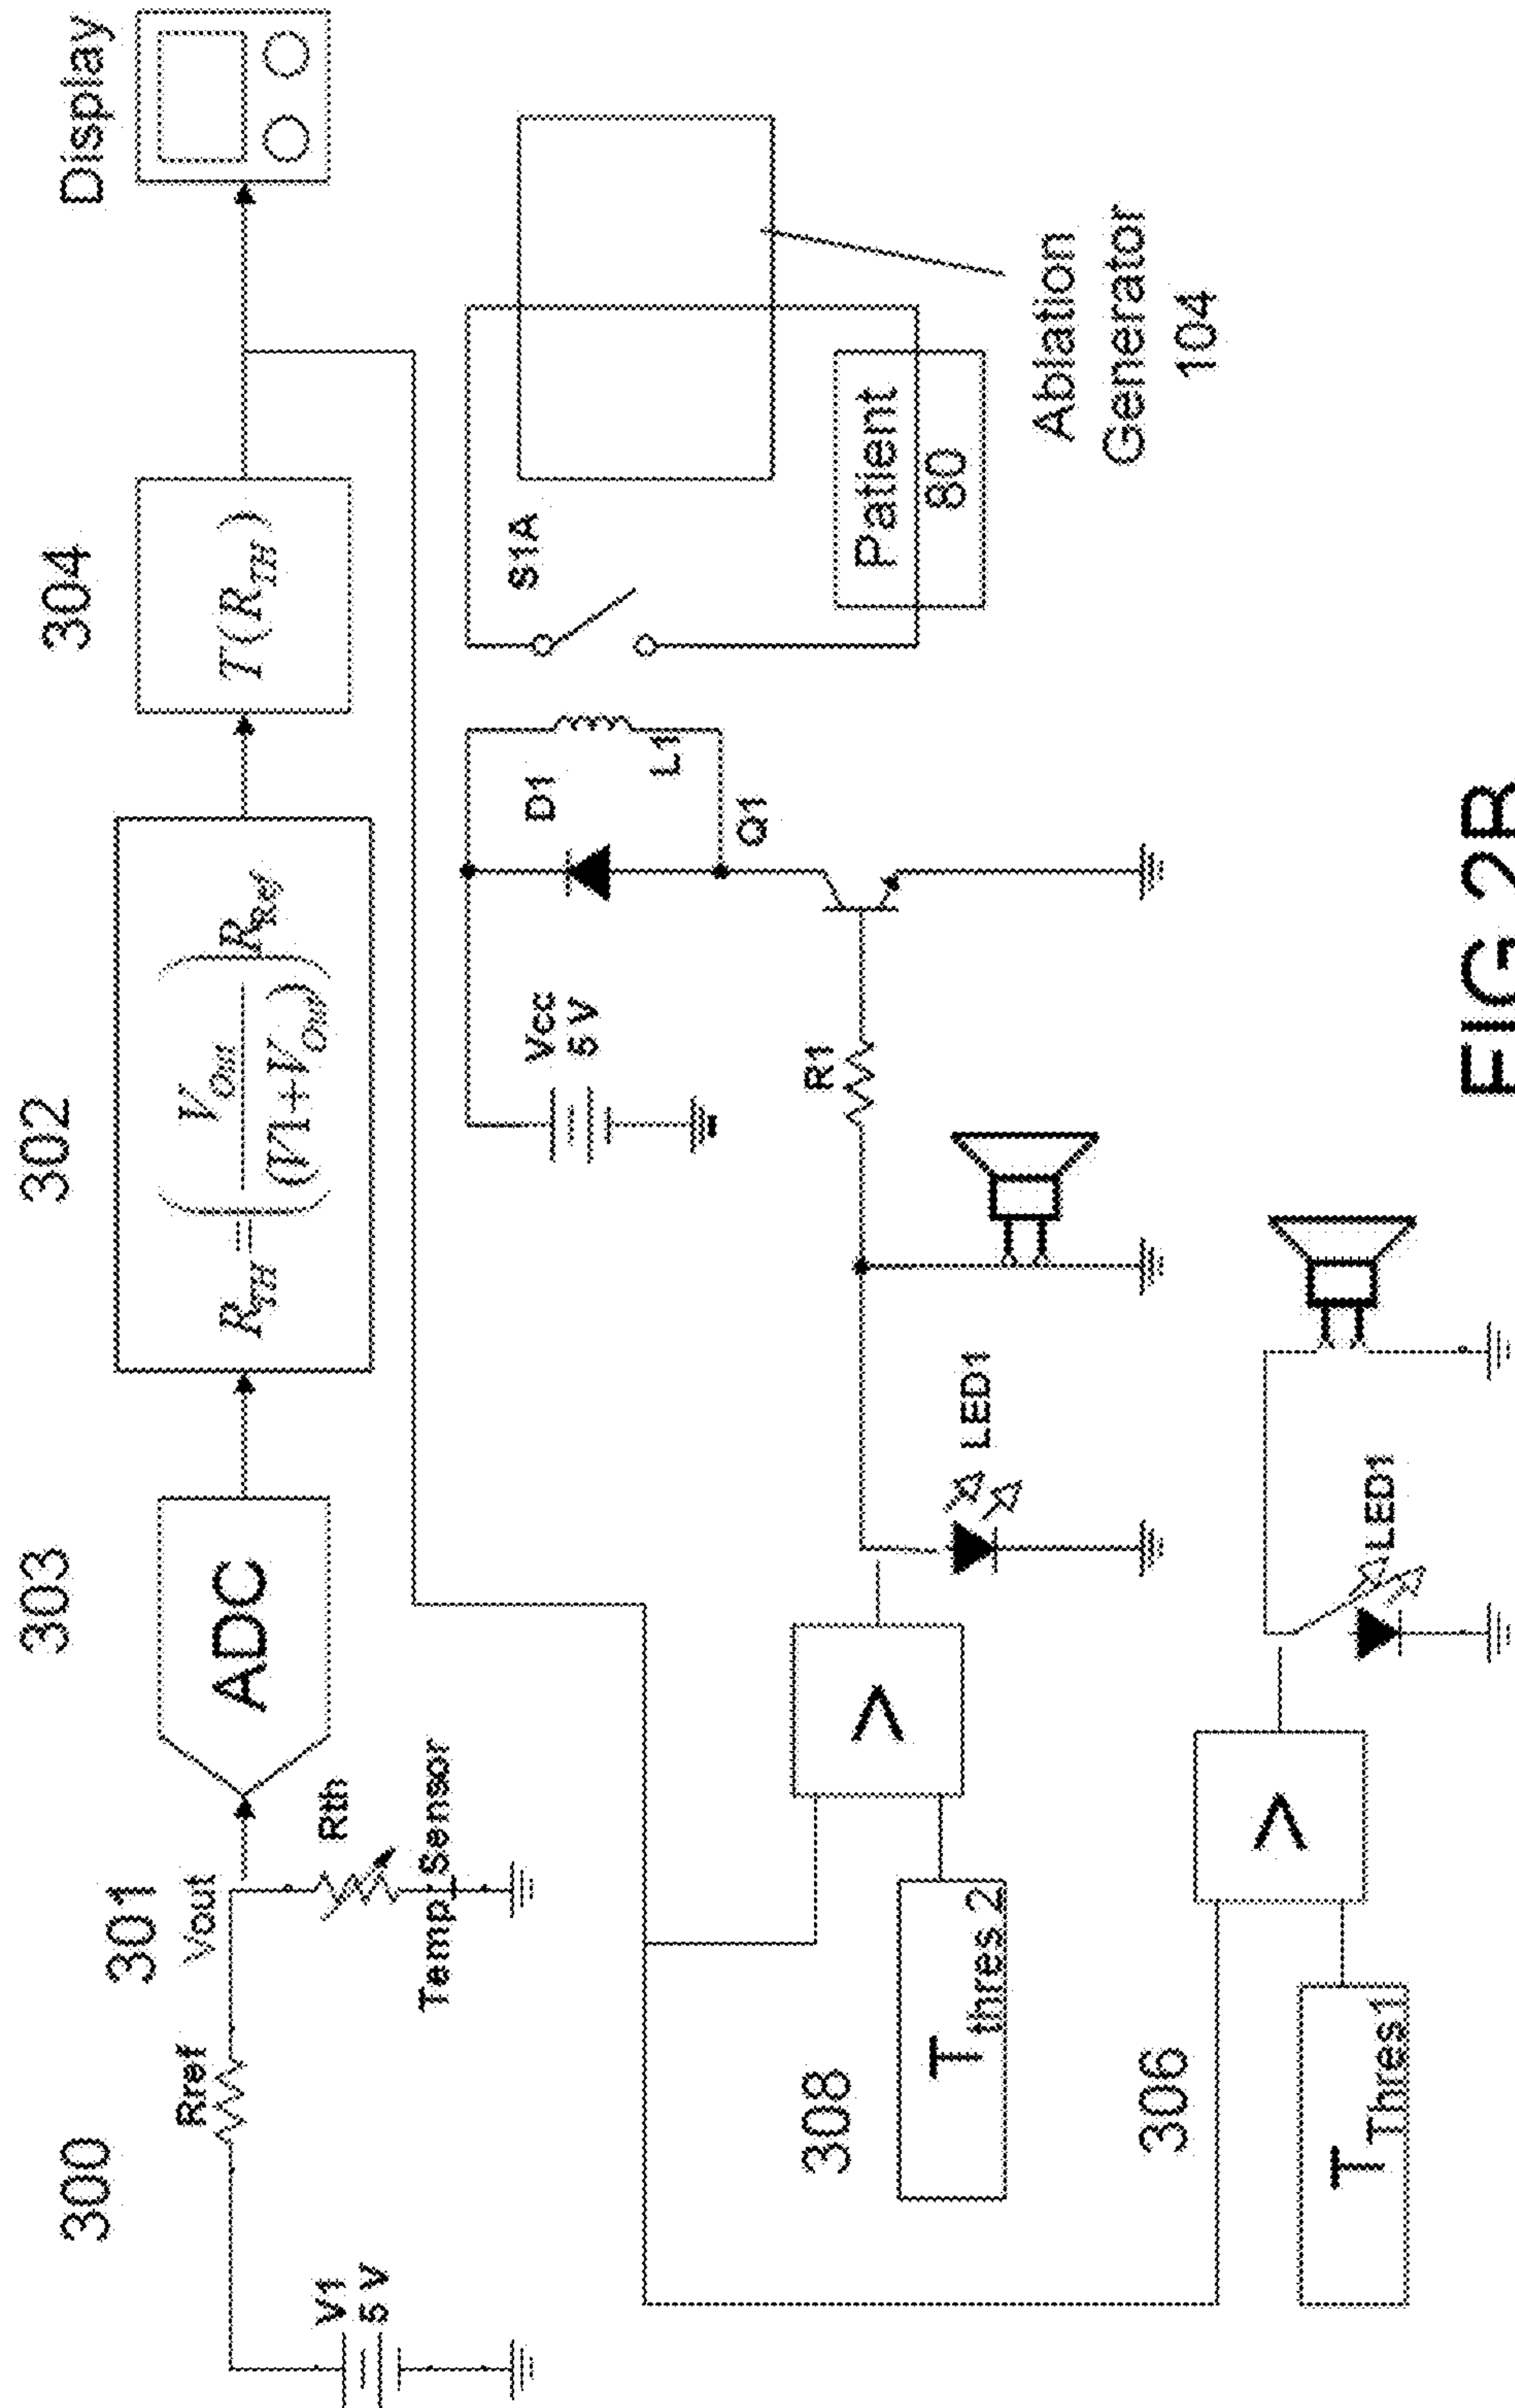 300
301
303
302
304
Display
V1
5 V
Rref
Vout
Rth
Temp Sensor
ADC
R_TH = (V_Out / (V1+V_Out)) R_Ref
T(R_TH)
Vcc
5 V
D1
L1
Q1
S1A
Patient
80
Ablation
Generator
104
R1
LED1
308
T thres 2
>
306
T Thres1
>
LED1
FIG 2B